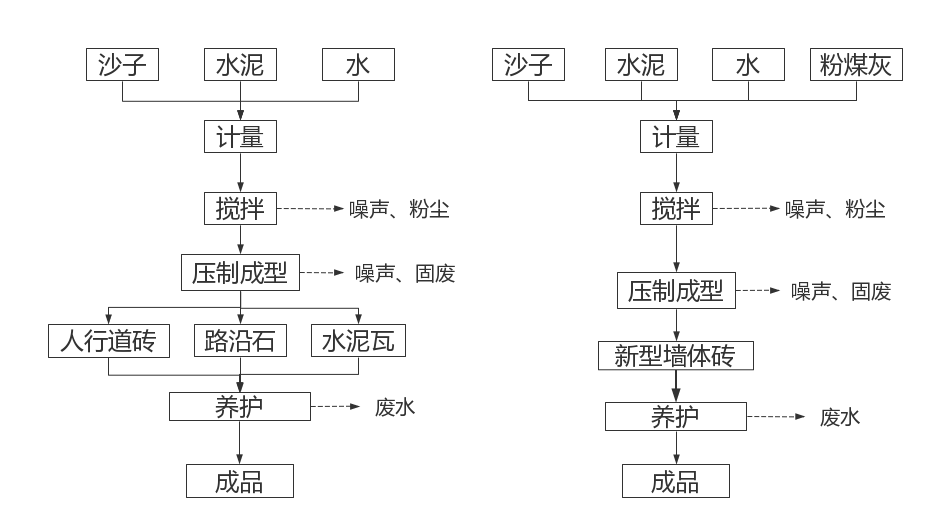 沙子
水泥
水
计量
搅拌
噪声、粉尘
压制成型
噪声、固废
人行道砖
路沿石
水泥瓦
养护
废水
成品
沙子
水泥
水
粉煤灰
计量
搅拌
噪声、粉尘
压制成型
噪声、固废
新型墙体砖
养护
废水
成品